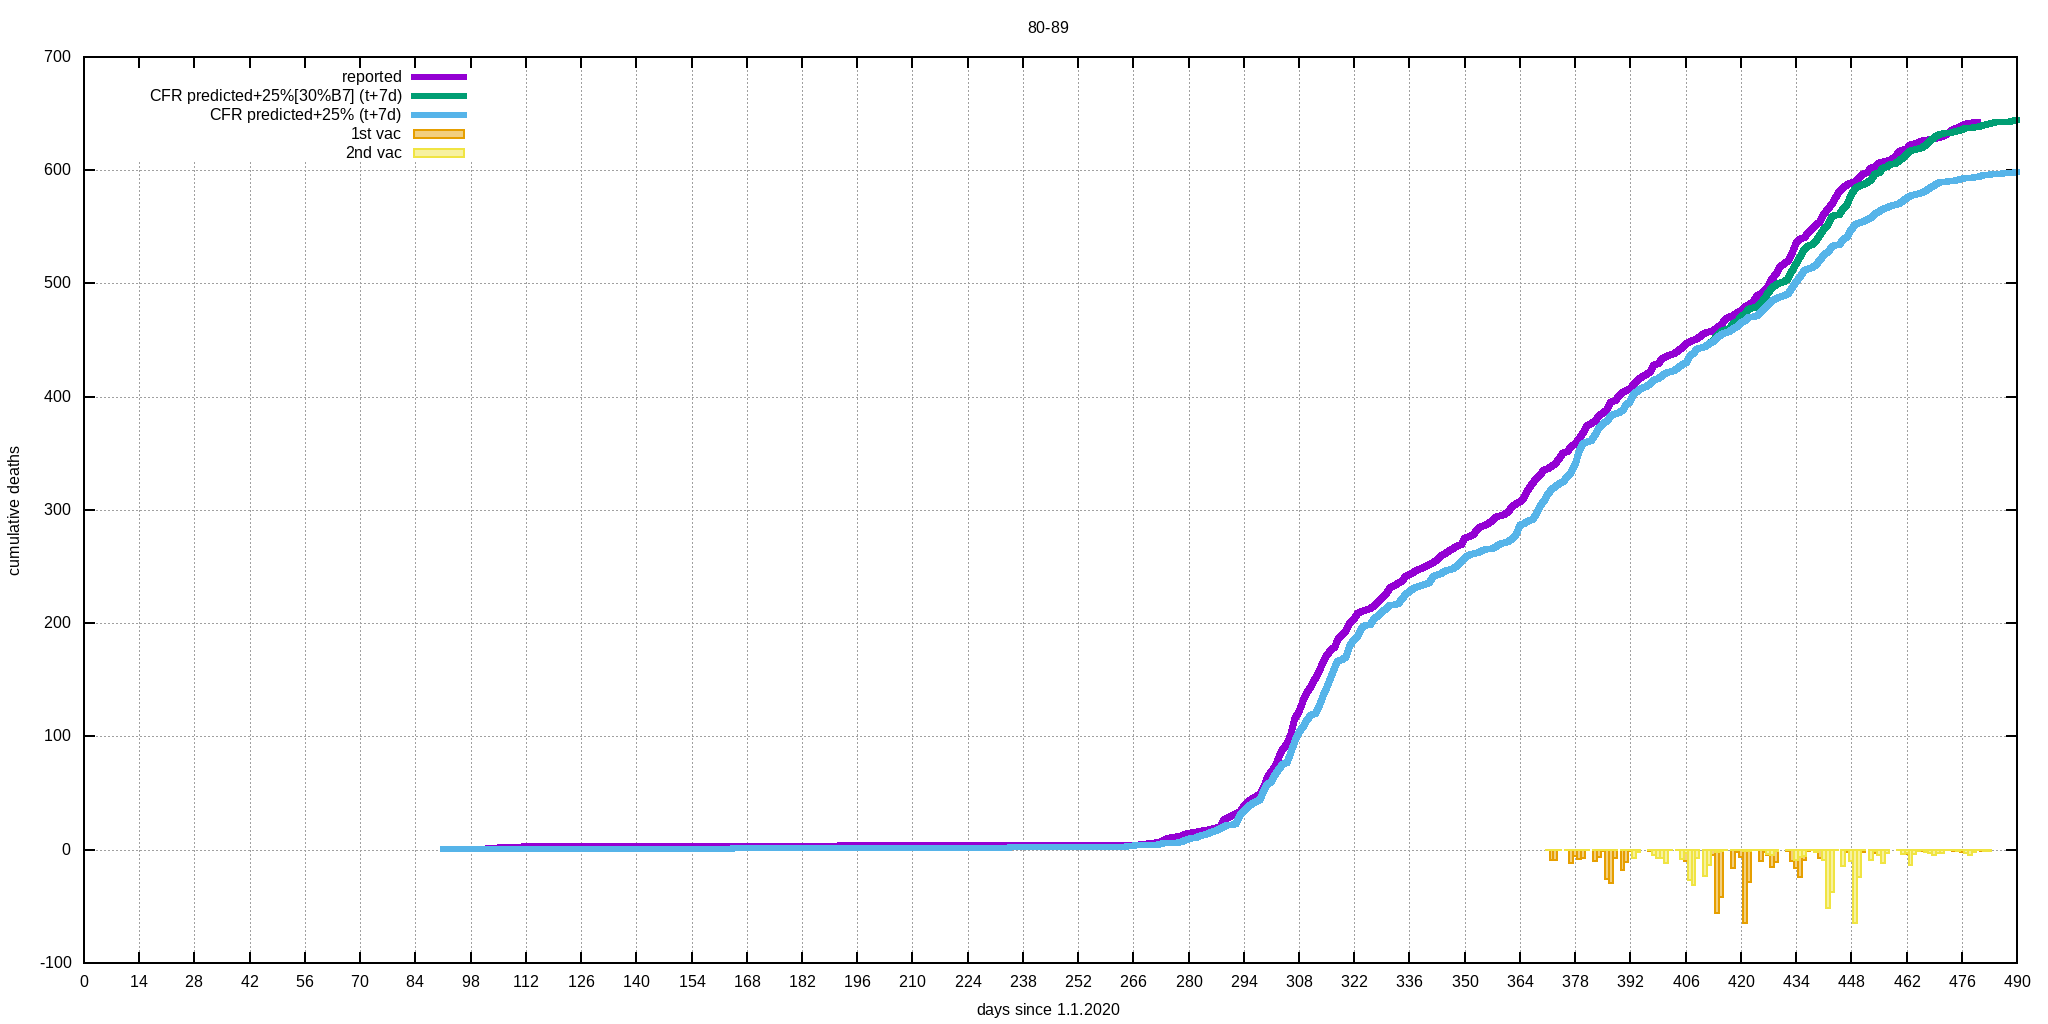 80-89
700
600
500
400
300
200
100
0
-100
cumulative deaths
reported
CFR predicted+25%[30%B7] (t+7d)
CFR predicted+25% (t+7d)
1st vac
2nd vac
0 14 28 42 56 70 84 98 112 126 140 154 168 182 196 210 224 238 252 266 280 294 308 322 336 350 364 378 392 406 420 434 448 462 476 490
days since 1.1.2020